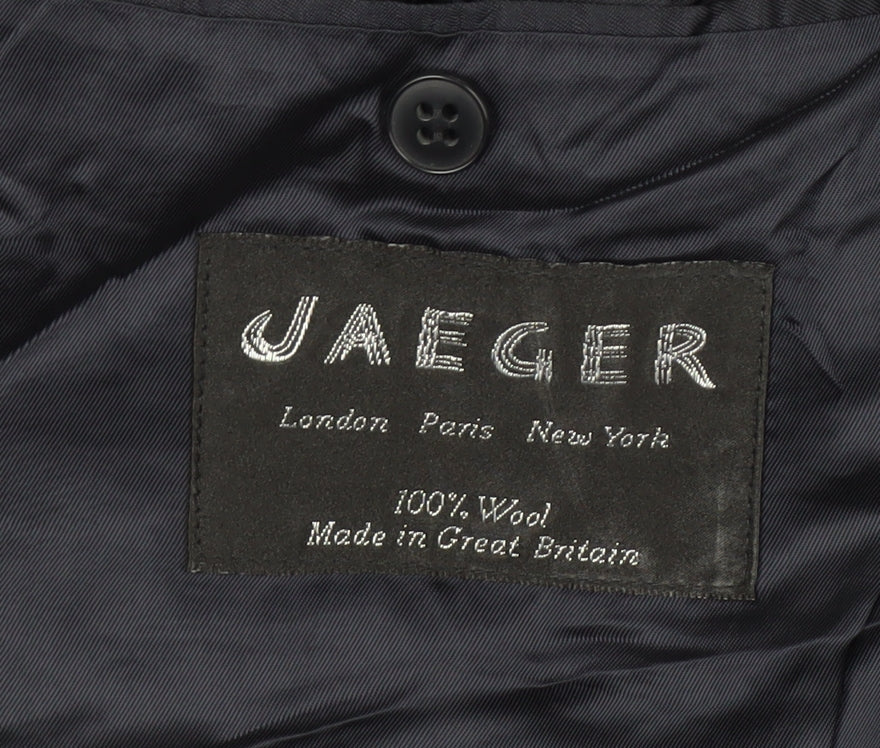 JAEGER
London Paris New York
100% Wool
Made in Great Britain